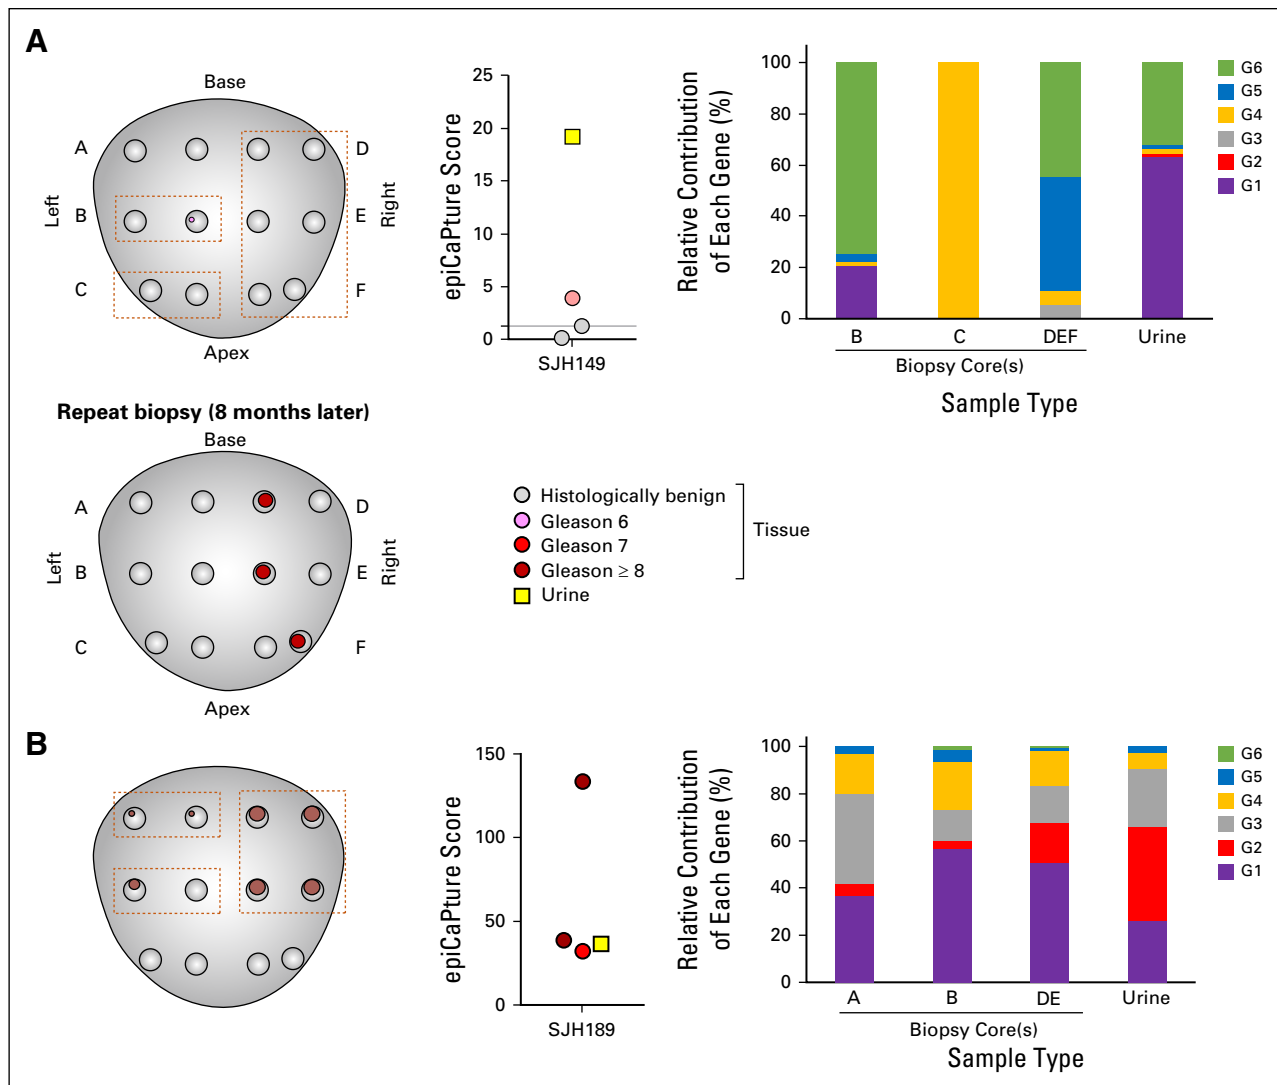 A
Base
A
D
Left
B
E
Right
C
F
Apex
epiCaPture Score
25
20
15
10
5
0
SJH149
Relative Contribution
of Each Gene (%)
100
80
60
40
20
0
B
C
DEF
Urine
Biopsy Core(s)
Sample Type
G6
G5
G4
G3
G2
G1
Repeat biopsy (8 months later)
Base
A
D
Left
B
E
Right
C
F
Apex
Histologically benign
Gleason 6
Gleason 7
Gleason ≥ 8
Urine
Tissue
B
epiCaPture Score
150
100
50
0
SJH189
Relative Contribution
of Each Gene (%)
100
80
60
40
20
0
A
B
DE
Urine
Biopsy Core(s)
Sample Type
G6
G5
G4
G3
G2
G1